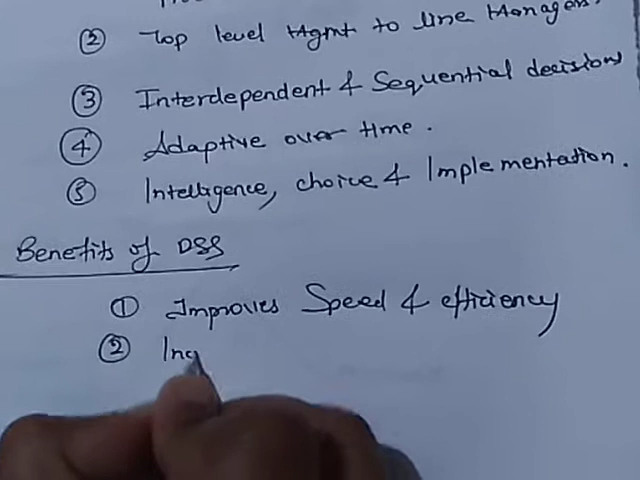 ② Top level Mgmt to line Managers.
③ Interdependent & Sequential decisions
④ Adaptive over time.
⑤ Intelligence, choice & Implementation.
Benefits of DSS
① Improves Speed & efficiency
② Inc